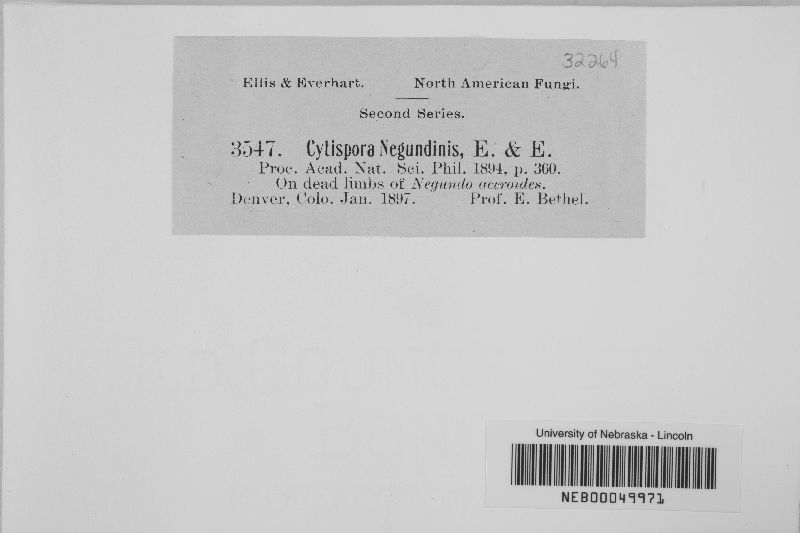 32264
Ellis & Everhart. North American Fungi.
Second Series.
3547. Cytispora Negundinis, E. & E.
Proc. Acad. Nat. Sci. Phil. 1894, p. 360.
On dead limbs of Negundo aceroides.
Denver, Colo. Jan. 1897. Prof. E. Bethel.
University of Nebraska - Lincoln
NEB00049971